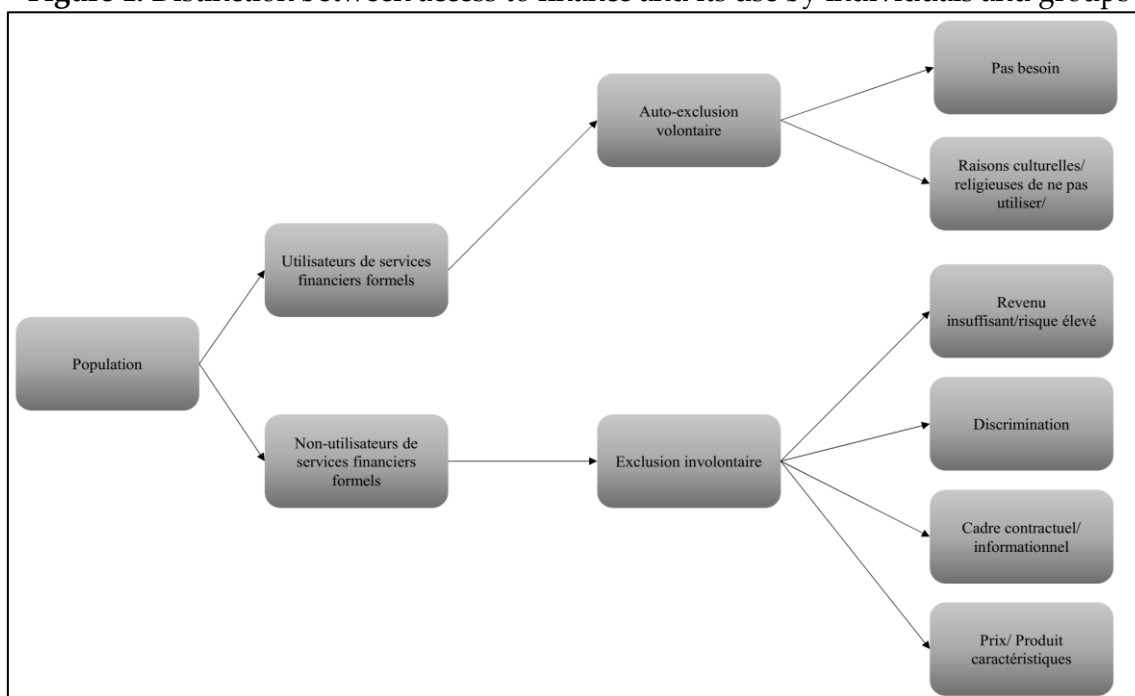 Figure 1: Distinction between access to finance and its use by individuals and groups
Pas besoin
Auto-exclusion
volontaire
Raisons culturelles/
religieuses de ne pas
utiliser/
Utilisateurs de services
financiers formels
Revenu
insuffisant/risque élevé
Population
Discrimination
Non-utilisateurs de
services financiers
formels
Exclusion involontaire
Cadre contractuel/
informationnel
Prix/ Produit
caractéristiques